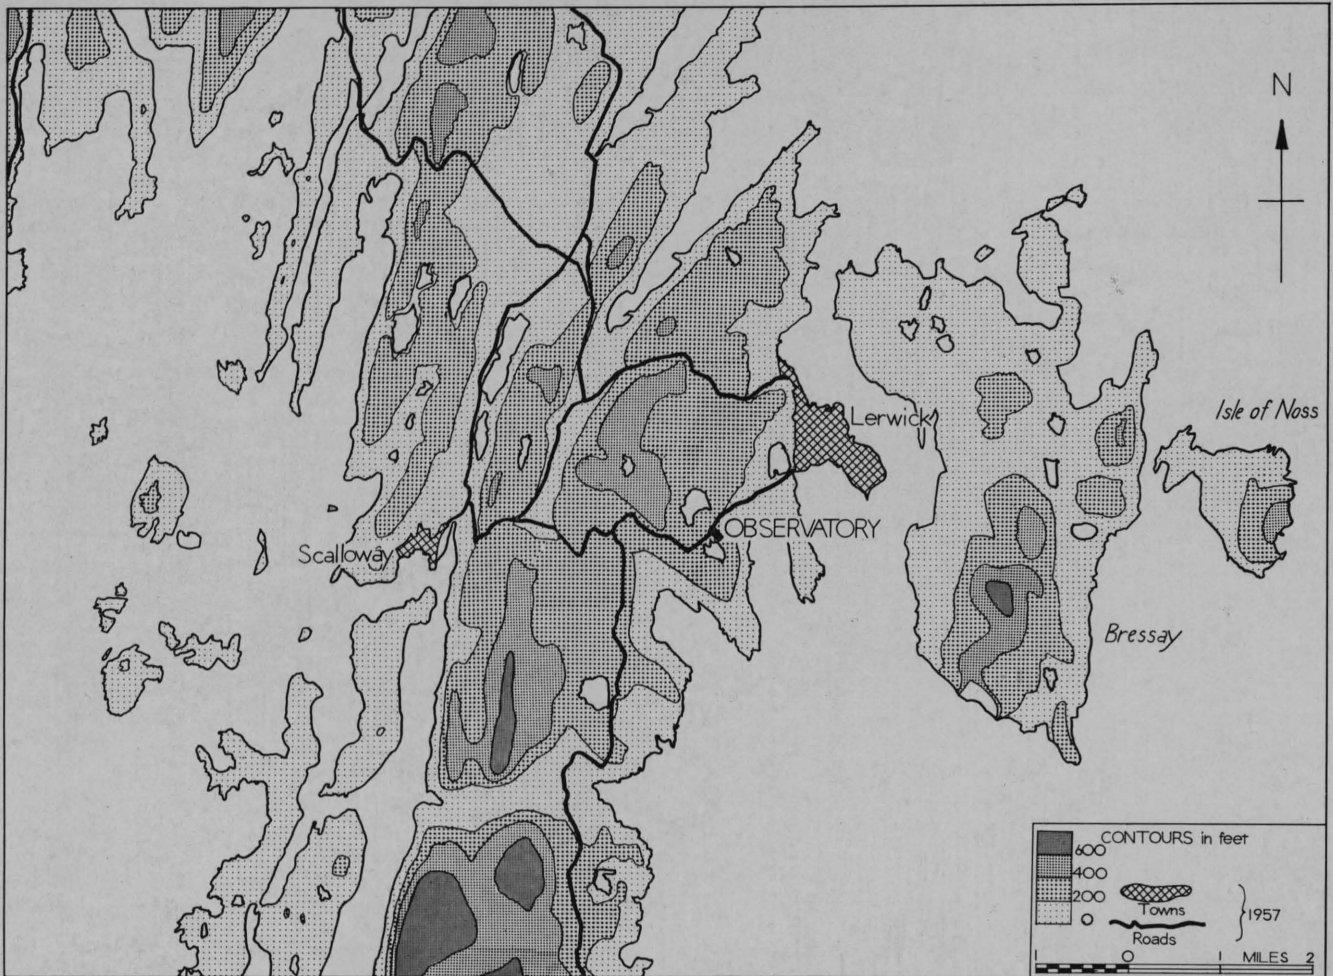 N
Isle of Noss
Lerwick
OBSERVATORY
Scalloway
Bressay
CONTOURS in feet
600
400
200
0
Towns
Roads
1957
1 0 1 MILES 2